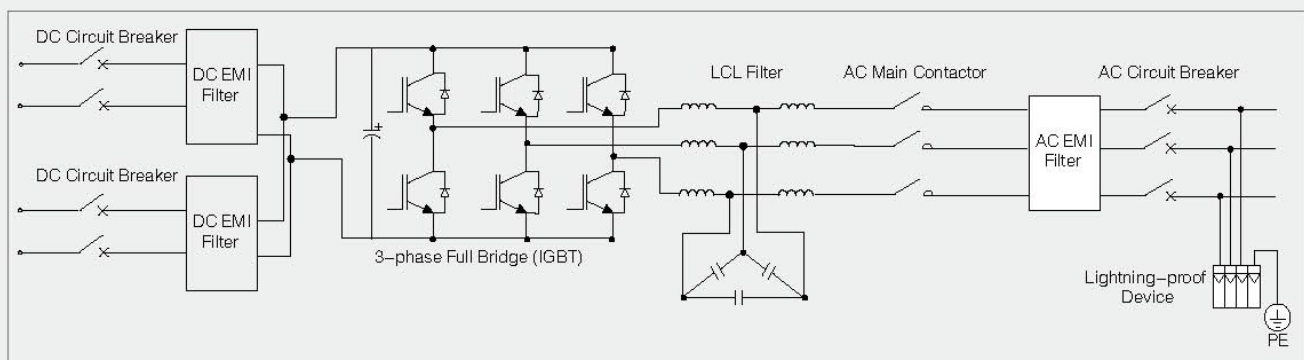 DC Circuit Breaker
DC EMI
Filter
LCL Filter
AC Main Contactor
AC Circuit Breaker
+
AC EMI
Filter
DC Circuit Breaker
DC EMI
Filter
3-phase Full Bridge (IGBT)
Lightning-proof
Device
PE